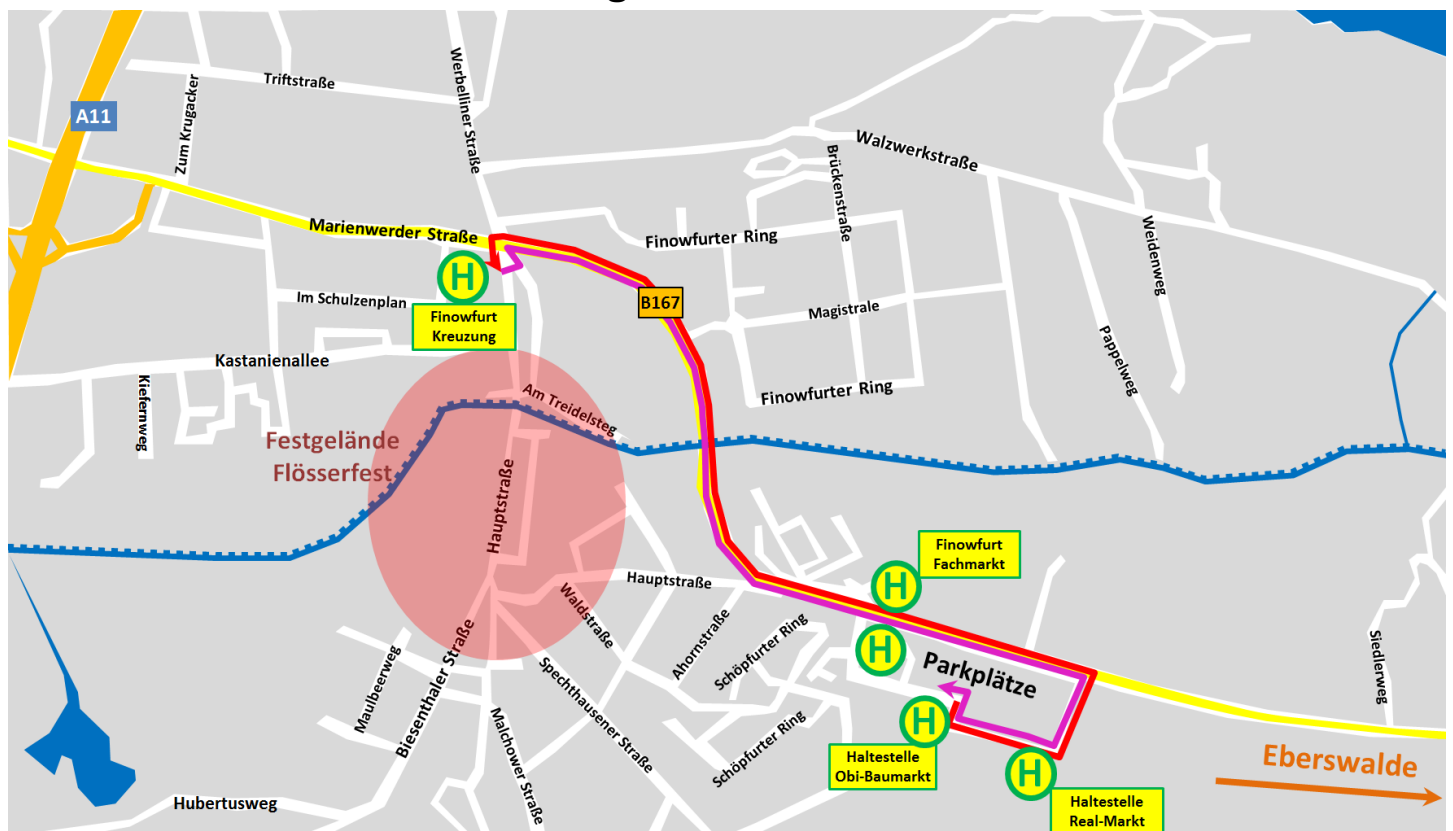 g
Triftstraße
Werbelliner Straße
A11
Zum Krugacker
Walzwerkstraße
Brückenstraße
Marienwerder Straße
Finowfurter Ring
Weidenweg
H
Finowfurt
Kreuzung
Im Schulzenplan
B167
Magistrale
Pappelweg
Kastanienallee
Kiefernweg
Finowfurter Ring
Am Treidelsteg
Festgelände
Flösserfest
Hauptstraße
Finowfurt
Fachmarkt
H
Hauptstraße
Waldstraße
Ahornstraße
Schöpfurter Ring
H
Parkplätze
Siedlerweg
Maulbeerweg
Biesenthaler Straße
Spechthausener Straße
Malchower Straße
Schöpfurter Ring
H
Haltestelle
Obi-Baumarkt
H
Haltestelle
Real-Markt
Eberswalde
Hubertusweg